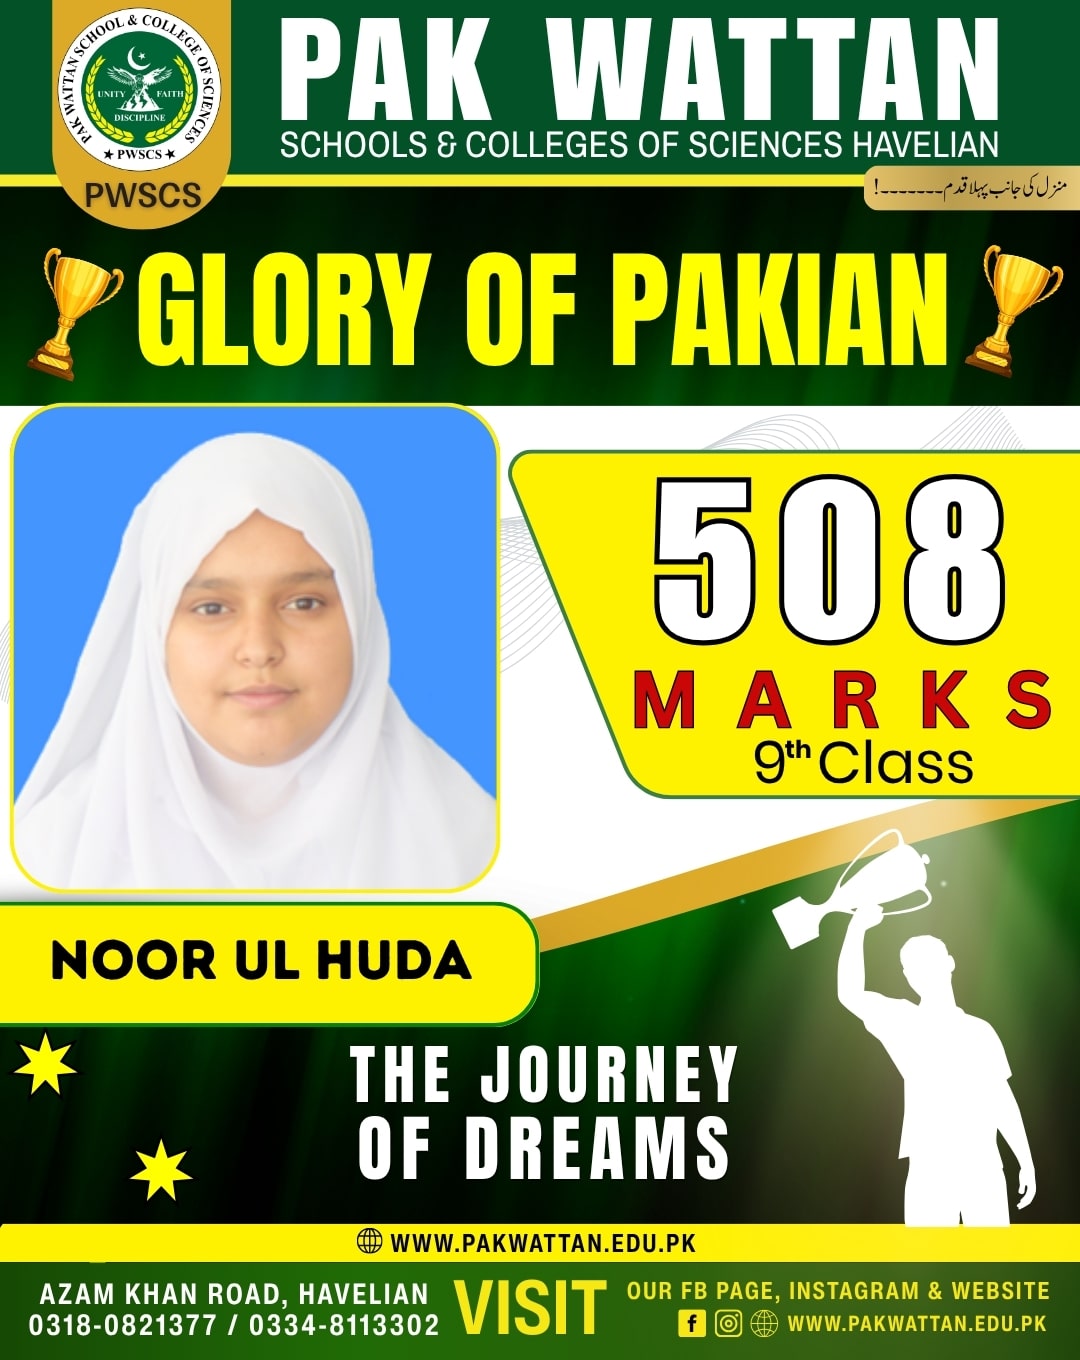 PAK WATTAN SCHOOL & COLLEGE OF SCIENCES
UNITY FAITH
DISCIPLINE
★ PWSCS ★
PWSCS
PAK WATTAN
SCHOOLS & COLLEGES OF SCIENCES HAVELIAN
منزل کی جانب پہلا قدم-------!
GLORY OF PAKIAN
508
MARKS
9th Class
NOOR UL HUDA
THE JOURNEY
OF DREAMS
WWW.PAKWATTAN.EDU.PK
AZAM KHAN ROAD, HAVELIAN
0318-0821377 / 0334-8113302
VISIT
OUR FB PAGE, INSTAGRAM & WEBSITE
WWW.PAKWATTAN.EDU.PK